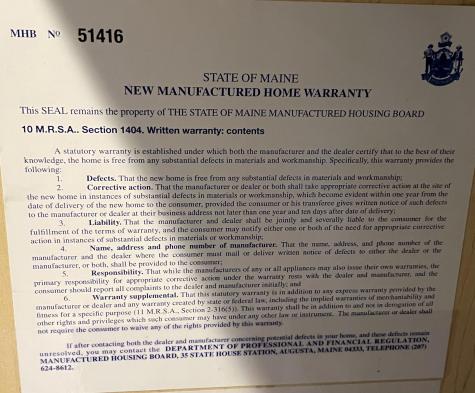 MHB Nº 51416
STATE OF MAINE
NEW MANUFACTURED HOME WARRANTY
This SEAL remains the property of THE STATE OF MAINE MANUFACTURED HOUSING BOARD
10 M.R.S.A.. Section 1404. Written warranty: contents
A statutory warranty is established under which both the manufacturer and the dealer certify that to the best of their
knowledge, the home is free from any substantial defects in materials and workmanship. Specifically, this warranty provides the
following:
1. Defects. That the new home is free from any substantial defects in materials and workmanship;
2. Corrective action. That the manufacturer or dealer or both shall take appropriate corrective action at the site of
the new home in instances of substantial defects in materials or workmanship, which become evident within one year from the
date of delivery of the new home to the consumer, provided the consumer or his transferee gives written notice of such defects
to the manufacturer or dealer at their business address not later than one year and ten days after date of delivery;
3. Liability. That the manufacturer and dealer shall be jointly and severally liable to the consumer for the
fulfillment of the terms of warranty, and the consumer may notify either one or both of the need for appropriate corrective
action in instances of substantial defects in materials or workmanship;
4. Name, address and phone number of manufacturer. That the name, address, and phone number of the
manufacturer and the dealer where the consumer must mail or deliver written notice of defects to either the dealer or the
manufacturer, or both, shall be provided to the consumer;
5. Responsibility. That while the manufacturers of any or all appliances may also issue their own warranties, the
primary responsibility for appropriate corrective action under the warranty rests with the dealer and manufacturer, and the
consumer should report all complaints to the dealer and manufacturer initially; and
6. Warranty supplemental. That this statutory warranty is in addition to any express warranty provided by the
manufacturer or dealer and any warranty created by state or federal law, including the implied warranties of merchantability and
fitness for a specific purpose (11 M.R.S.A., Section 2-316(5)). This warranty shall be in addition to and not in derogation of all
other rights and privileges which such consumer may have under any other law or instrument. The manufacturer or dealer shall
not require the consumer to waive any of the rights provided by this warranty.
If after contacting both the dealer and manufacturer concerning potential defects in your home, and these defects remain
unresolved, you may contact the DEPARTMENT OF PROFESSIONAL AND FINANCIAL REGULATION,
MANUFACTURED HOUSING BOARD, 35 STATE HOUSE STATION, AUGUSTA, MAINE 04333, TELEPHONE (207)
624-8612.